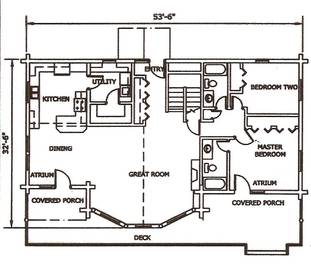 53'-6"
ENTRY
UTILITY
BEDROOM TWO
KITCHEN
32'-6"
DINING
MASTER
BEDROOM
ATRIUM
GREAT ROOM
ATRIUM
COVERED PORCH
COVERED PORCH
DECK